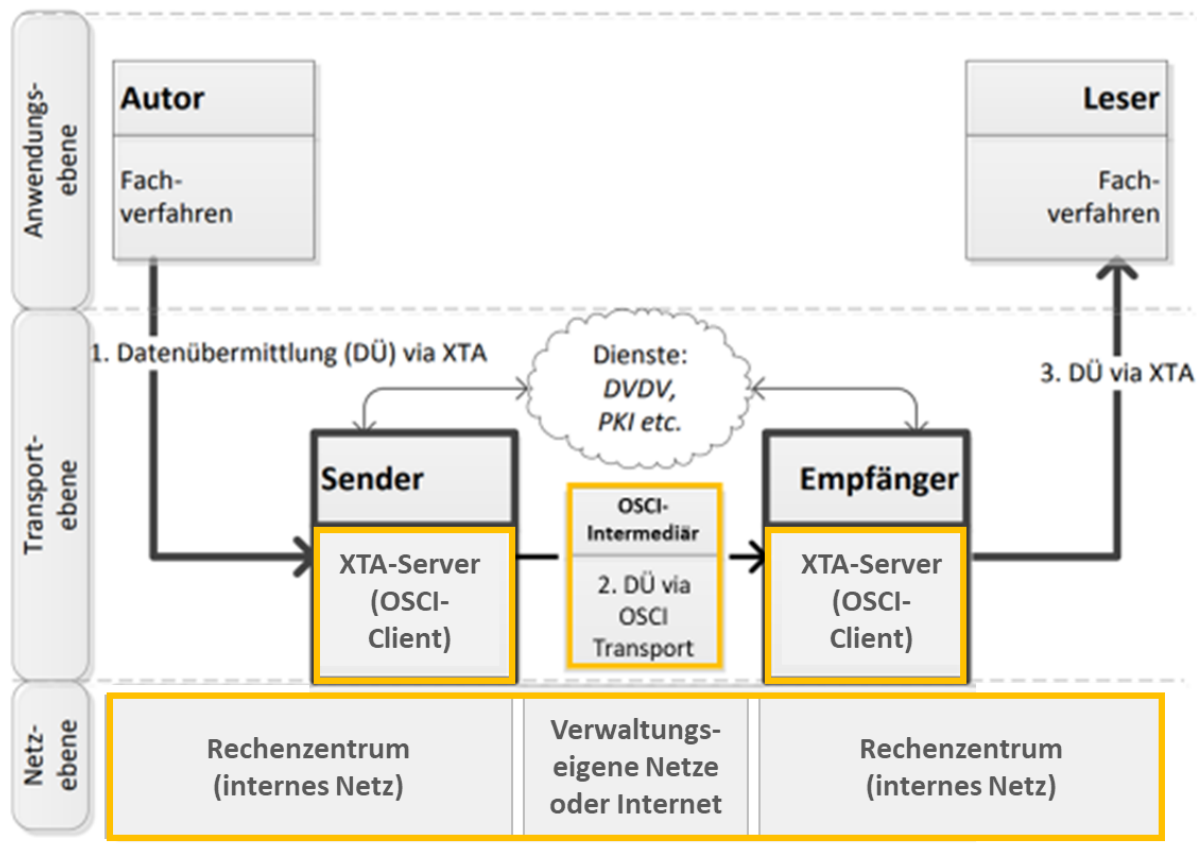 Anwendungs-
ebene
Autor
Fach-
verfahren
Leser
Fach-
verfahren
Transport-
ebene
1. Datenübermittlung (DÜ) via XTA
Dienste:
DVDV,
PKI etc.
3. DÜ via XTA
Sender
XTA-Server
(OSCI-
Client)
OSCI-
Intermediär
2. DÜ via
OSCI
Transport
Empfänger
XTA-Server
(OSCI-
Client)
Netz-
ebene
Rechenzentrum
(internes Netz)
Verwaltungs-
eigene Netze
oder Internet
Rechenzentrum
(internes Netz)